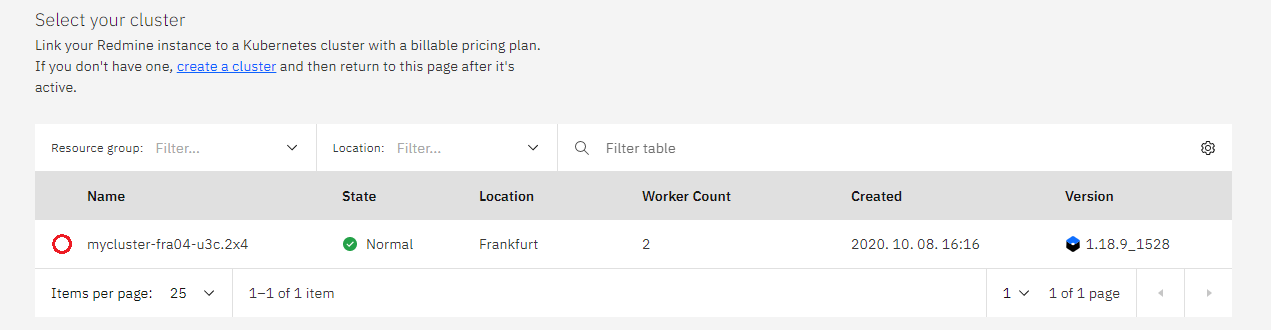 Select your cluster
Link your Redmine instance to a Kubernetes cluster with a billable pricing plan.
If you don't have one, create a cluster and then return to this page after it's
active.
Resource group: Filter... Location: Filter... Filter table
Name State Location Worker Count Created Version
mycluster-fra04-u3c.2x4 Normal Frankfurt 2 2020. 10. 08. 16:16 1.18.9_1528
Items per page: 25 1–1 of 1 item 1 1 of 1 page